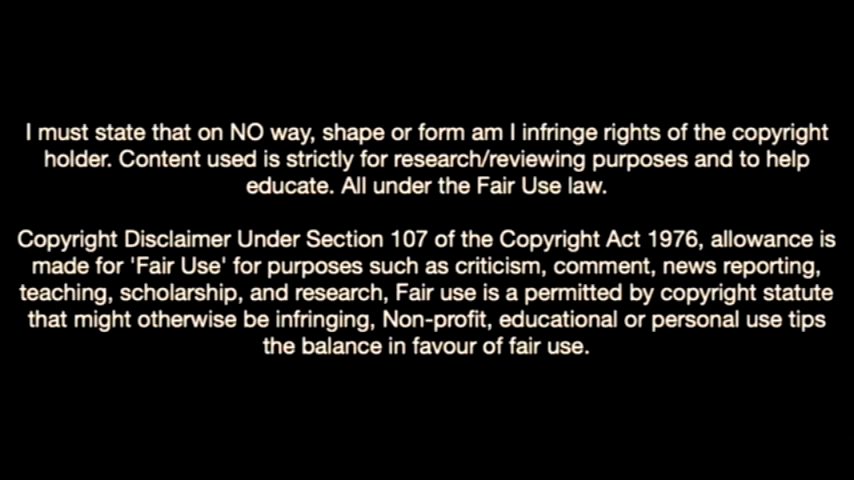 I must state that on NO way, shape or form am I infringe rights of the copyright
holder. Content used is strictly for research/reviewing purposes and to help
educate. All under the Fair Use law.
Copyright Disclaimer Under Section 107 of the Copyright Act 1976, allowance is
made for 'Fair Use' for purposes such as criticism, comment, news reporting,
teaching, scholarship, and research, Fair use is a permitted by copyright statute
that might otherwise be infringing, Non-profit, educational or personal use tips
the balance in favour of fair use.